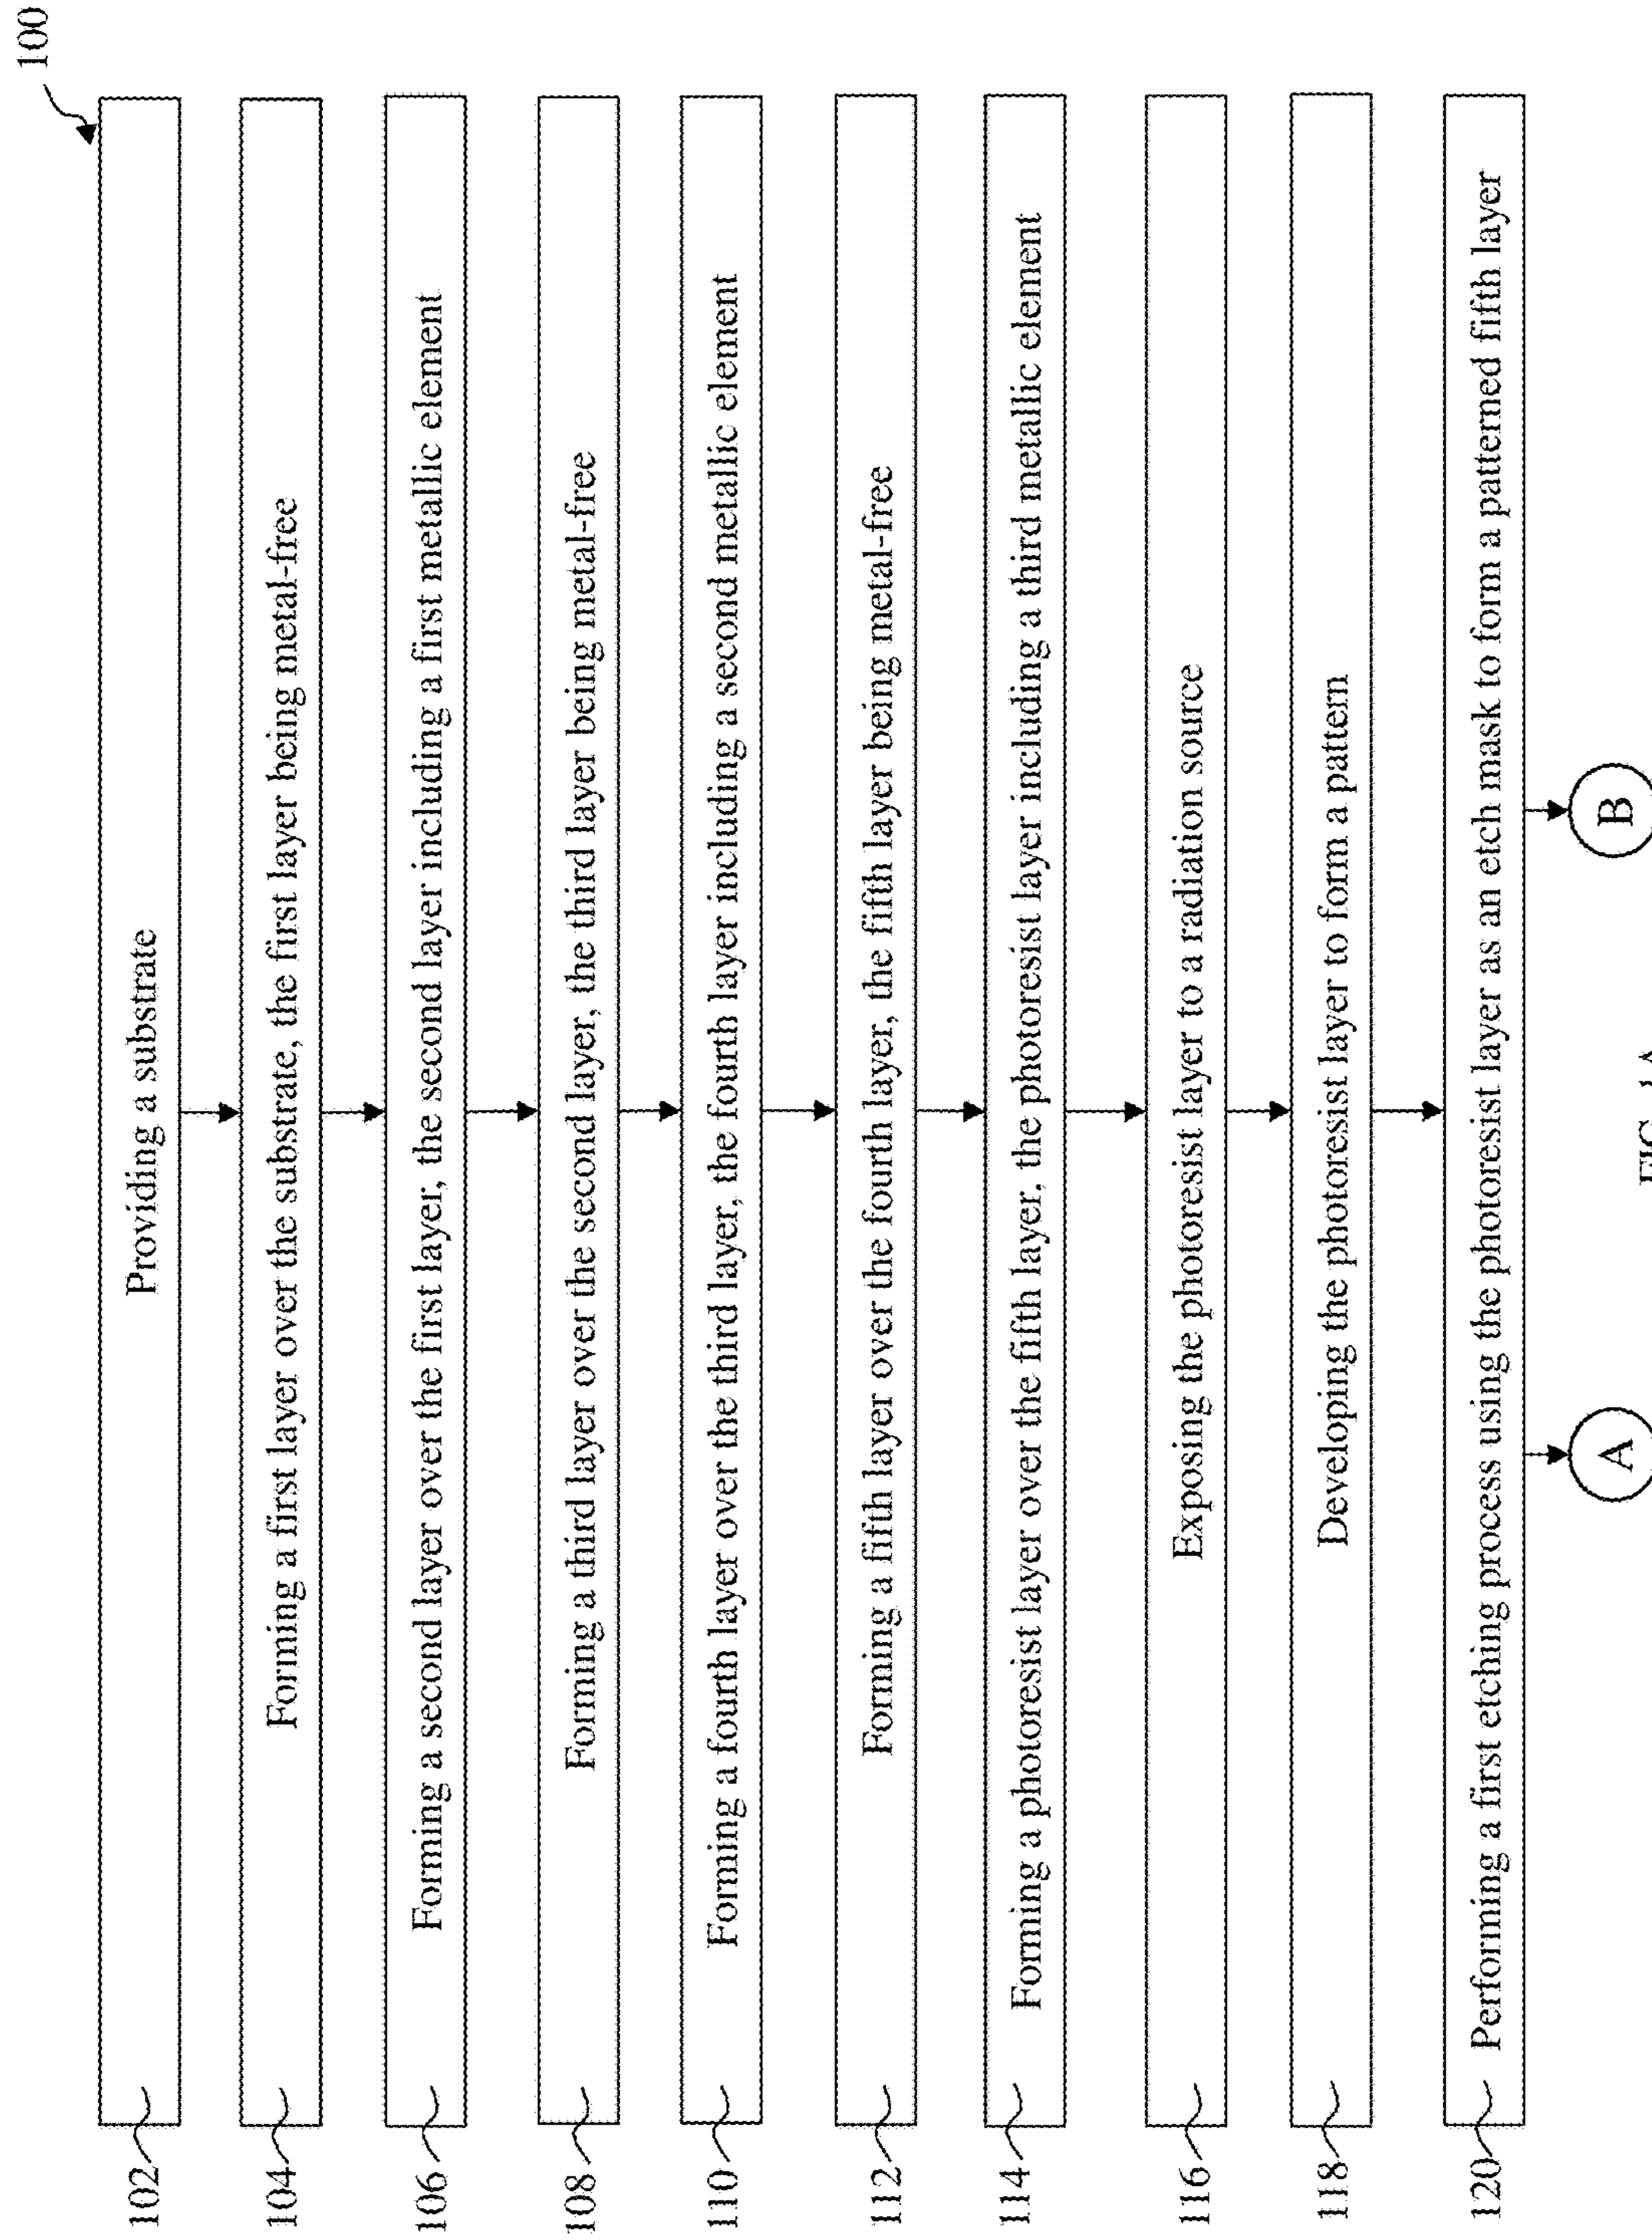 100
102 Providing a substrate
104 Forming a first layer over the substrate, the first layer being metal-free
106 Forming a second layer over the first layer, the second layer including a first metallic element
108 Forming a third layer over the second layer, the third layer being metal-free
110 Forming a fourth layer over the third layer, the fourth layer including a second metallic element
112 Forming a fifth layer over the fourth layer, the fifth layer being metal-free
114 Forming a photoresist layer over the fifth layer, the photoresist layer including a third metallic element
116 Exposing the photoresist layer to a radiation source
118 Developing the photoresist layer to form a pattern
120 Performing a first etching process using the photoresist layer as an etch mask to form a patterned fifth layer
A B